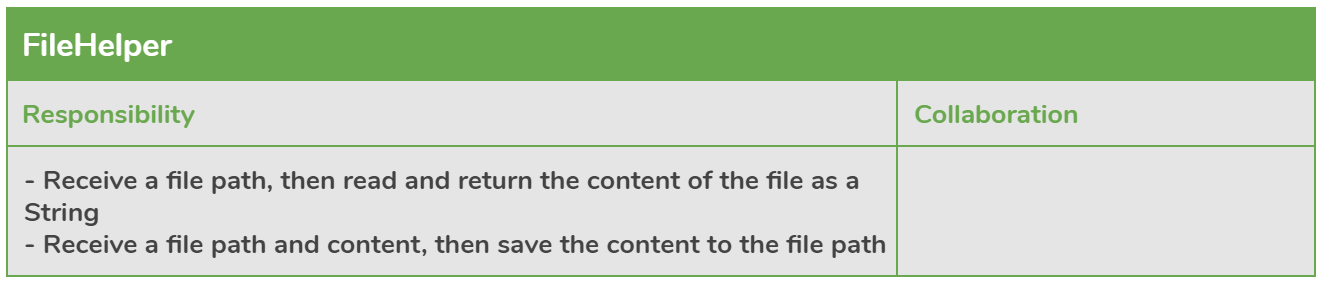 FileHelper
Responsibility
Collaboration
- Receive a file path, then read and return the content of the file as a
String
- Receive a file path and content, then save the content to the file path